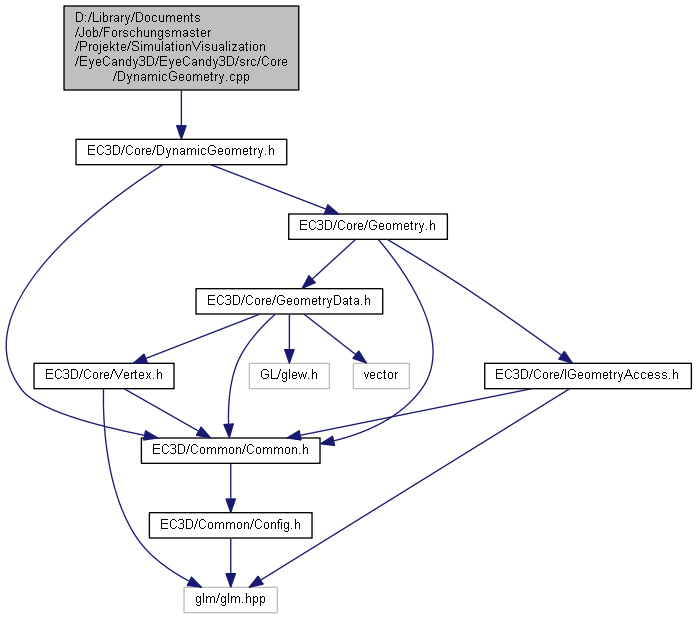 D:/Library/Documents
/Job/Forschungsmaster
/Projekte/SimulationVisualization
/EyeCandy3D/EyeCandy3D/src/Core
/DynamicGeometry.cpp
EC3D/Core/DynamicGeometry.h
EC3D/Core/Geometry.h
EC3D/Core/GeometryData.h
EC3D/Core/Vertex.h
GL/glew.h
vector
EC3D/Core/IGeometryAccess.h
EC3D/Common/Common.h
EC3D/Common/Config.h
glm/glm.hpp